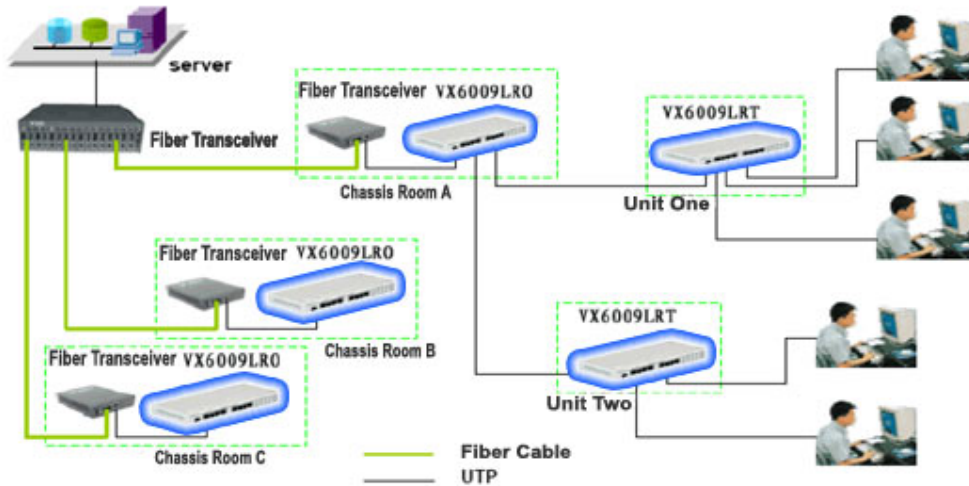 server
Fiber Transceiver
Fiber Transceiver VX6009LRO
Chassis Room A
VX6009LRT
Unit One
Fiber Transceiver VX6009LRO
Chassis Room B
VX6009LRT
Unit Two
Fiber Transceiver VX6009LRO
Chassis Room C
Fiber Cable
UTP